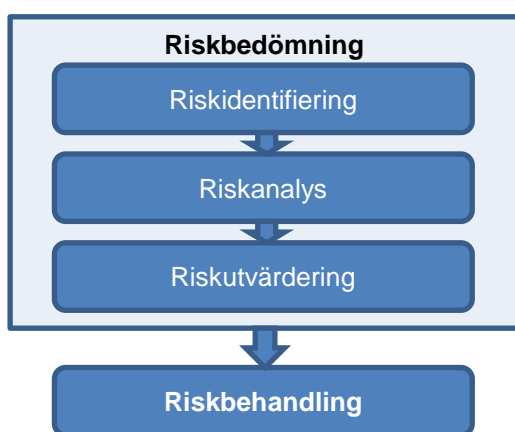 Riskbedömning
Riskidentifiering
Riskanalys
Riskutvärdering
Riskbehandling